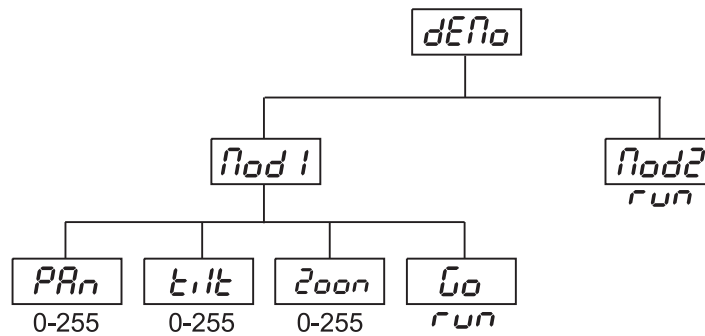 dEMo
Mod1 Mod2
run
PAn tilt Zoon Go
0-255 0-255 0-255 run